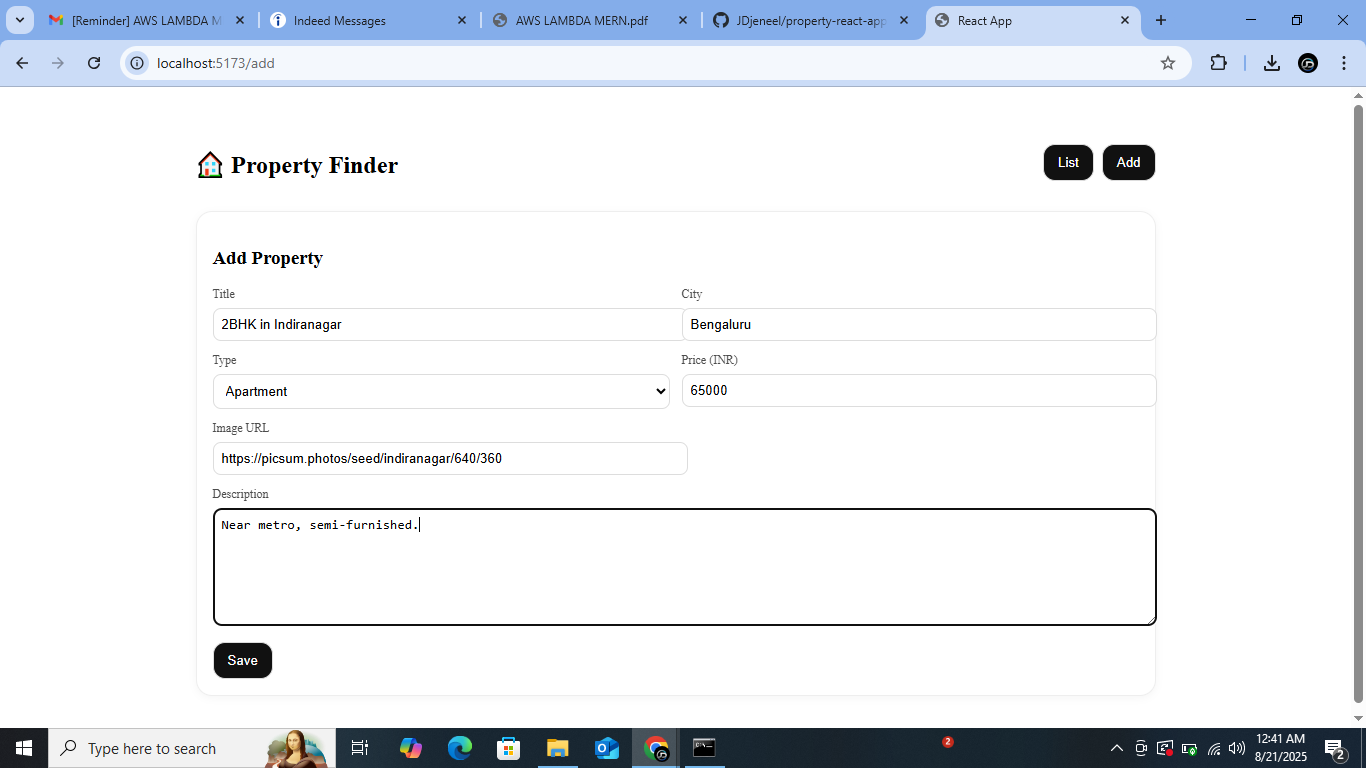 [Reminder] AWS LAMBDA M
Indeed Messages
AWS LAMBDA MERN.pdf
JDjeneel/property-react-app
React App
localhost:5173/add
Property Finder
List
Add
Add Property
Title
City
2BHK in Indiranagar
Bengaluru
Type
Price (INR)
Apartment
65000
Image URL
https://picsum.photos/seed/indiranagar/640/360
Description
Near metro, semi-furnished.
Save
Type here to search
2
12:41 AM
8/21/2025
2